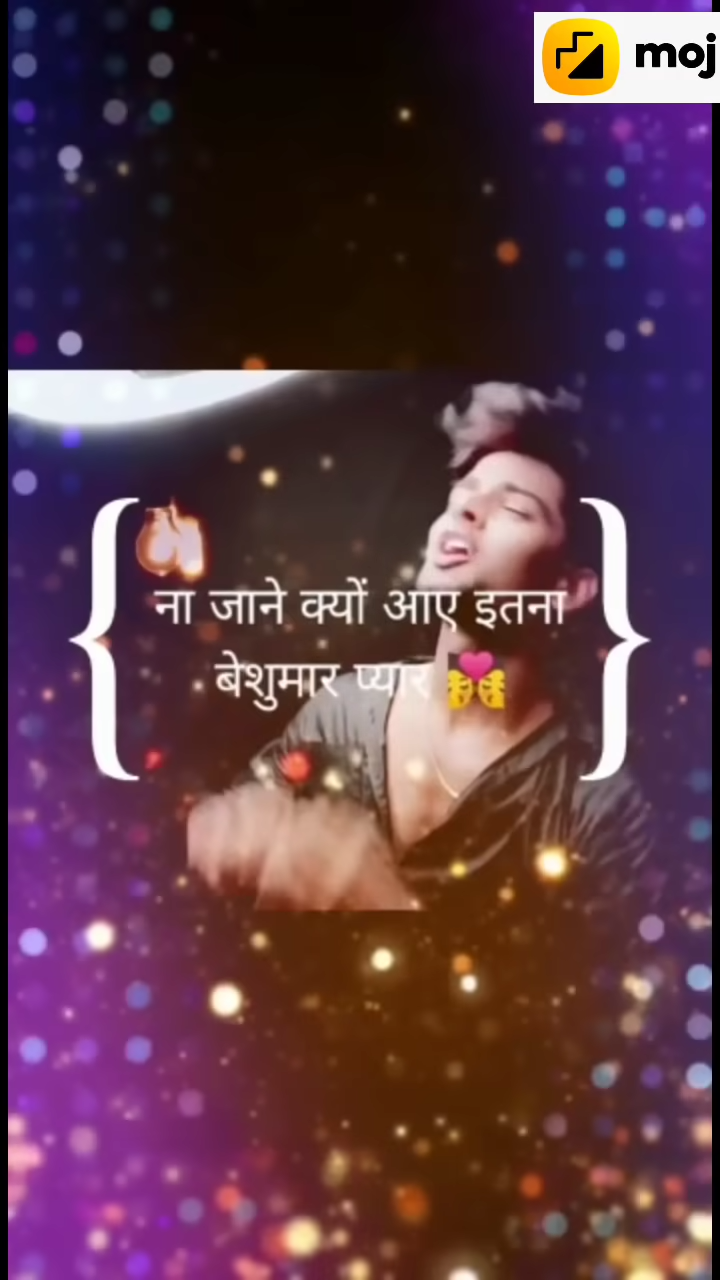 moj
ना जाने क्यों आए इतना
बेशुमार प्यार 💏